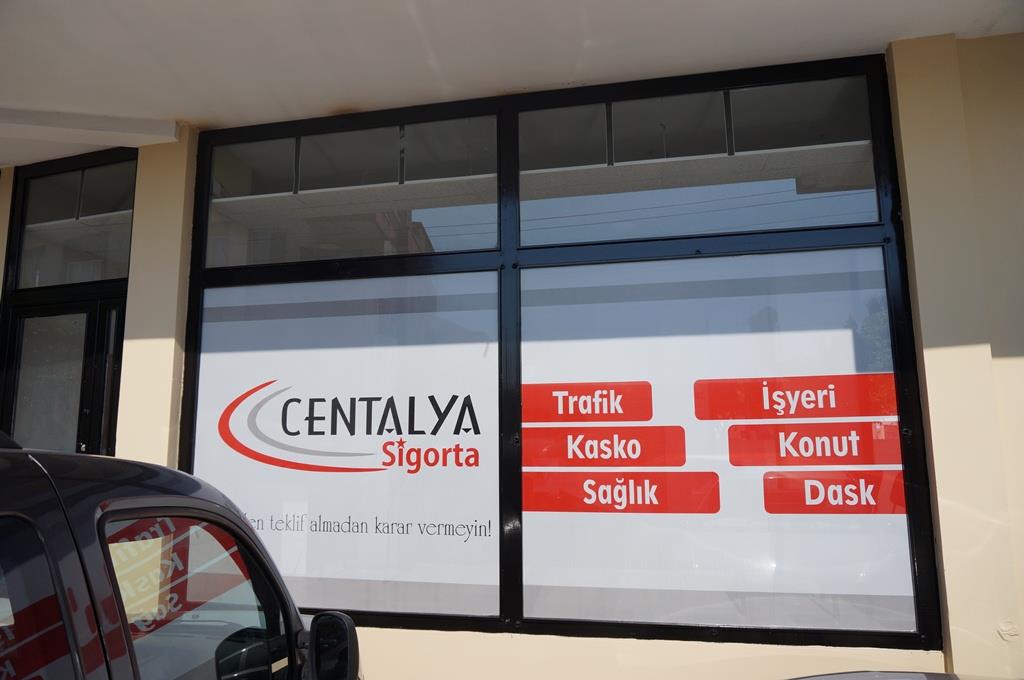 CENTALYA
Sigorta
teklif almadan karar vermeyin!
Trafik
Kasko
Sağlık
İşyeri
Konut
Dask